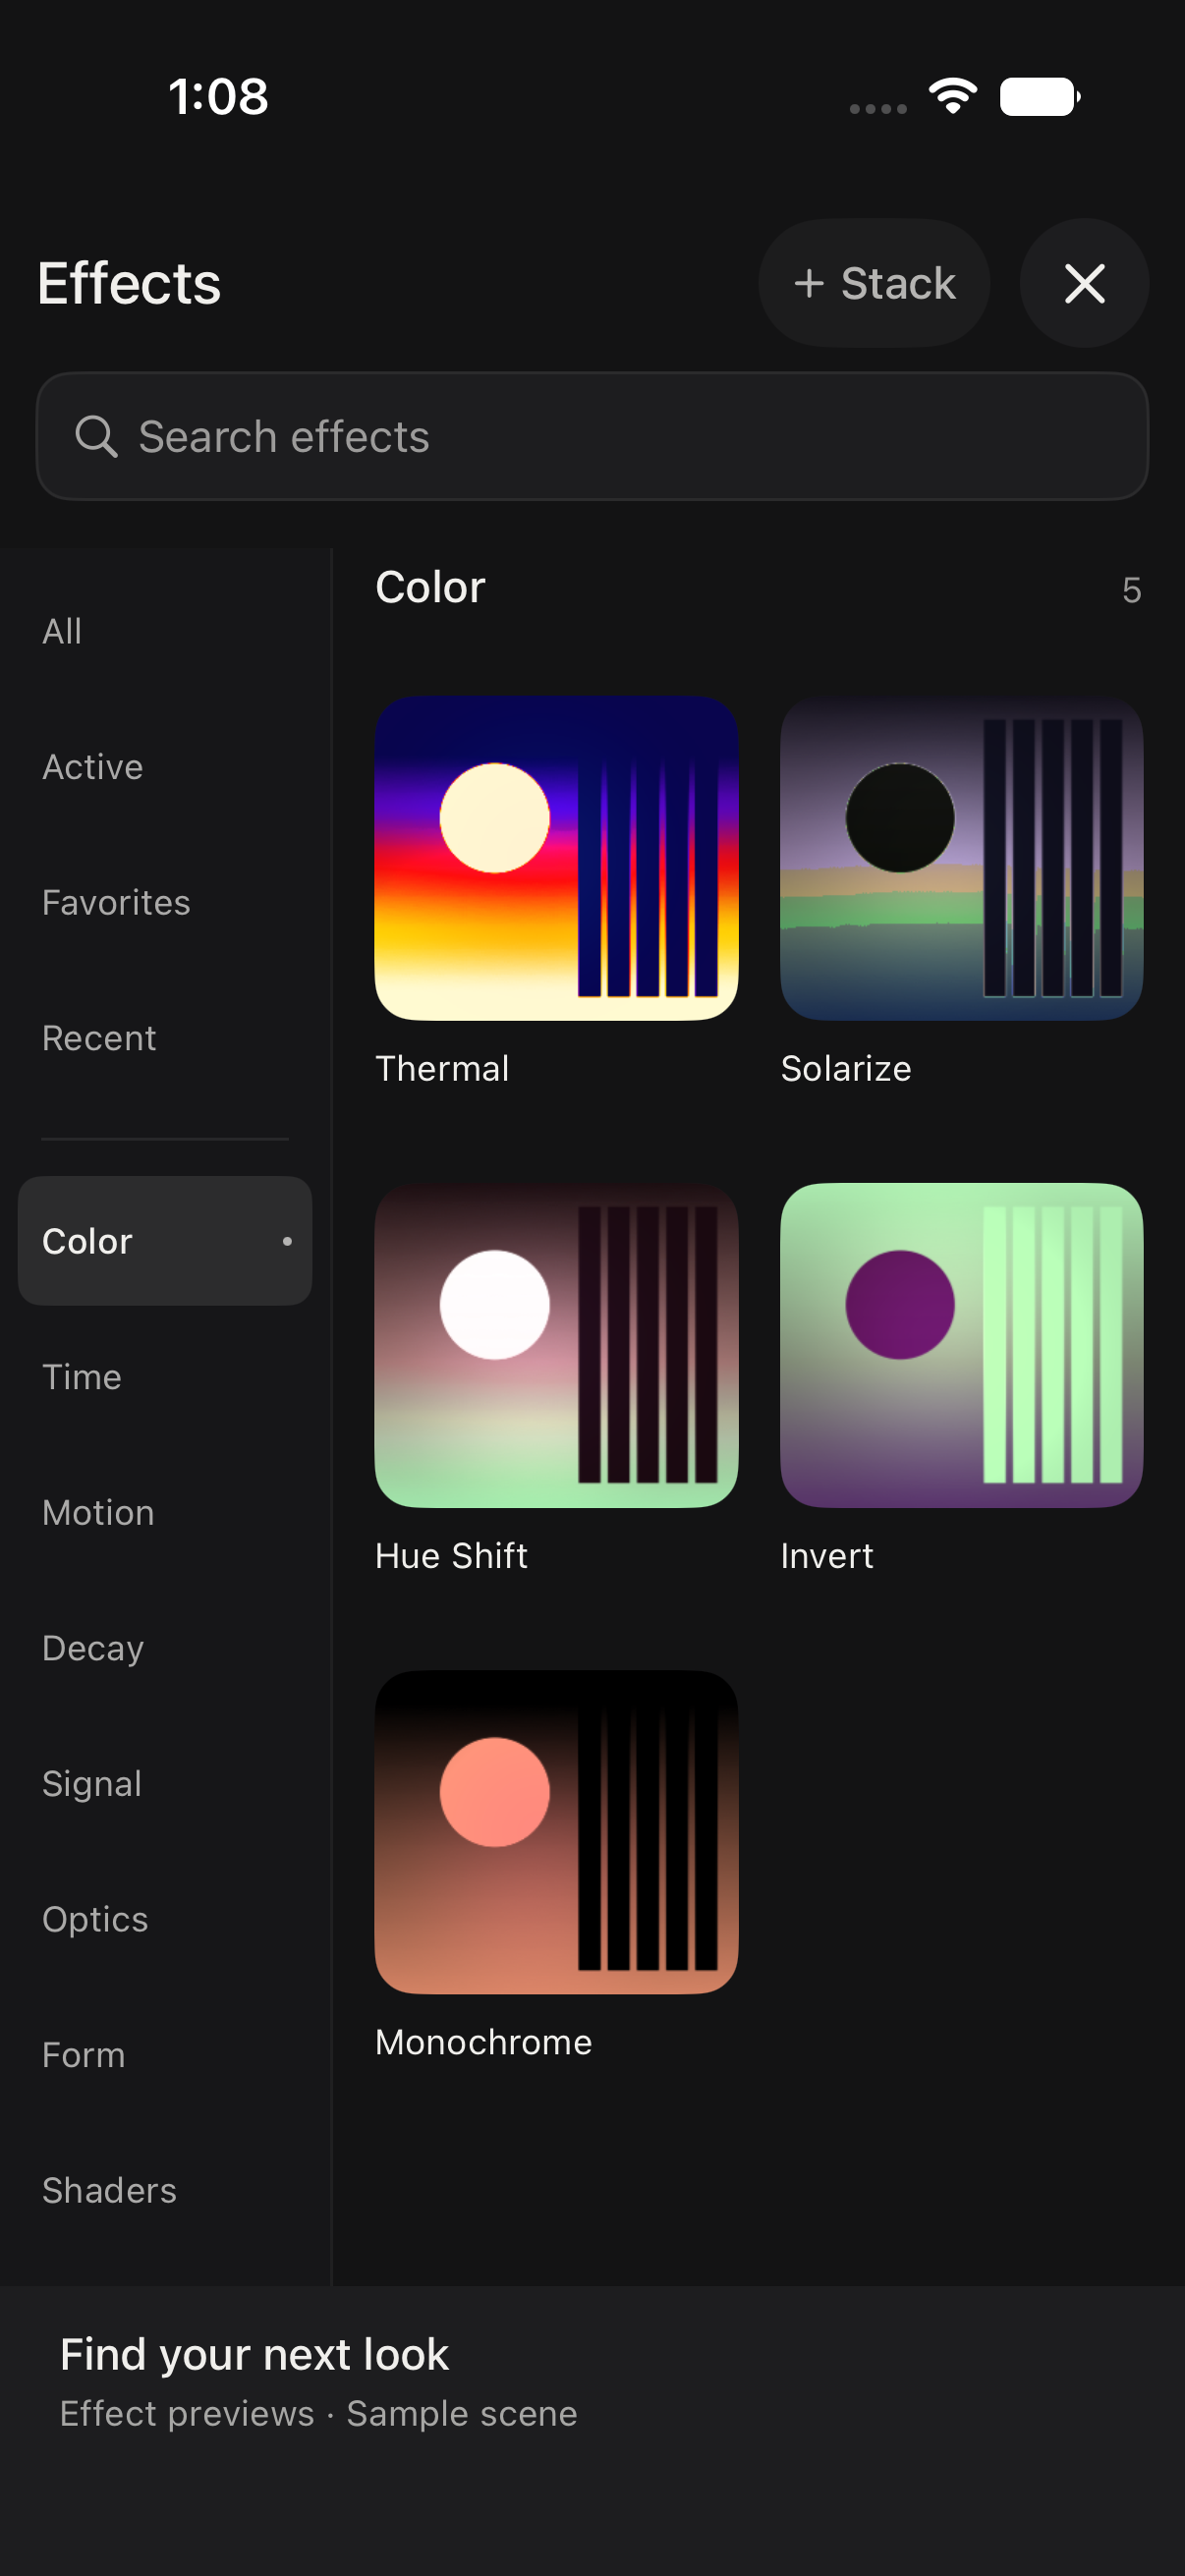 1:08
Effects
+ Stack
Search effects
All
Active
Favorites
Recent
Color
Time
Motion
Decay
Signal
Optics
Form
Shaders
Color
5
Thermal
Solarize
Hue Shift
Invert
Monochrome
Find your next look
Effect previews · Sample scene